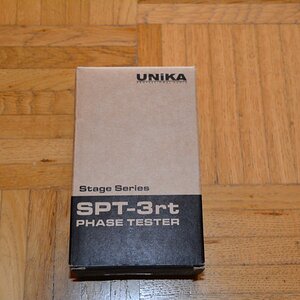 UNiKA
Stage Series
SPT-3rt
PHASE TESTER